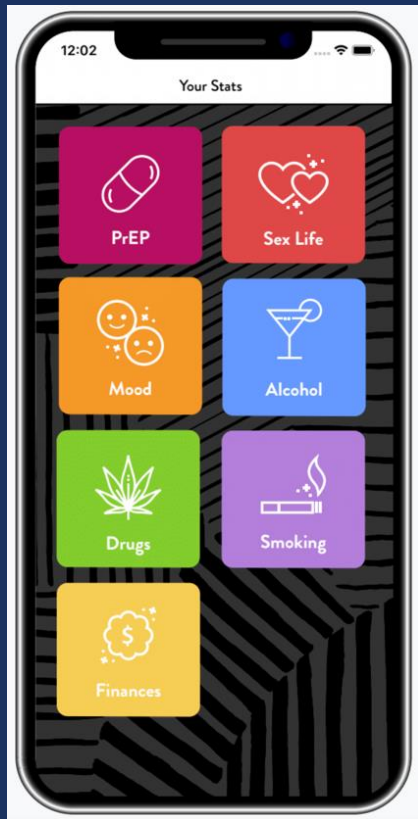 12:02
Your Stats
PrEP
Sex Life
Mood
Alcohol
Drugs
Smoking
$
Finances